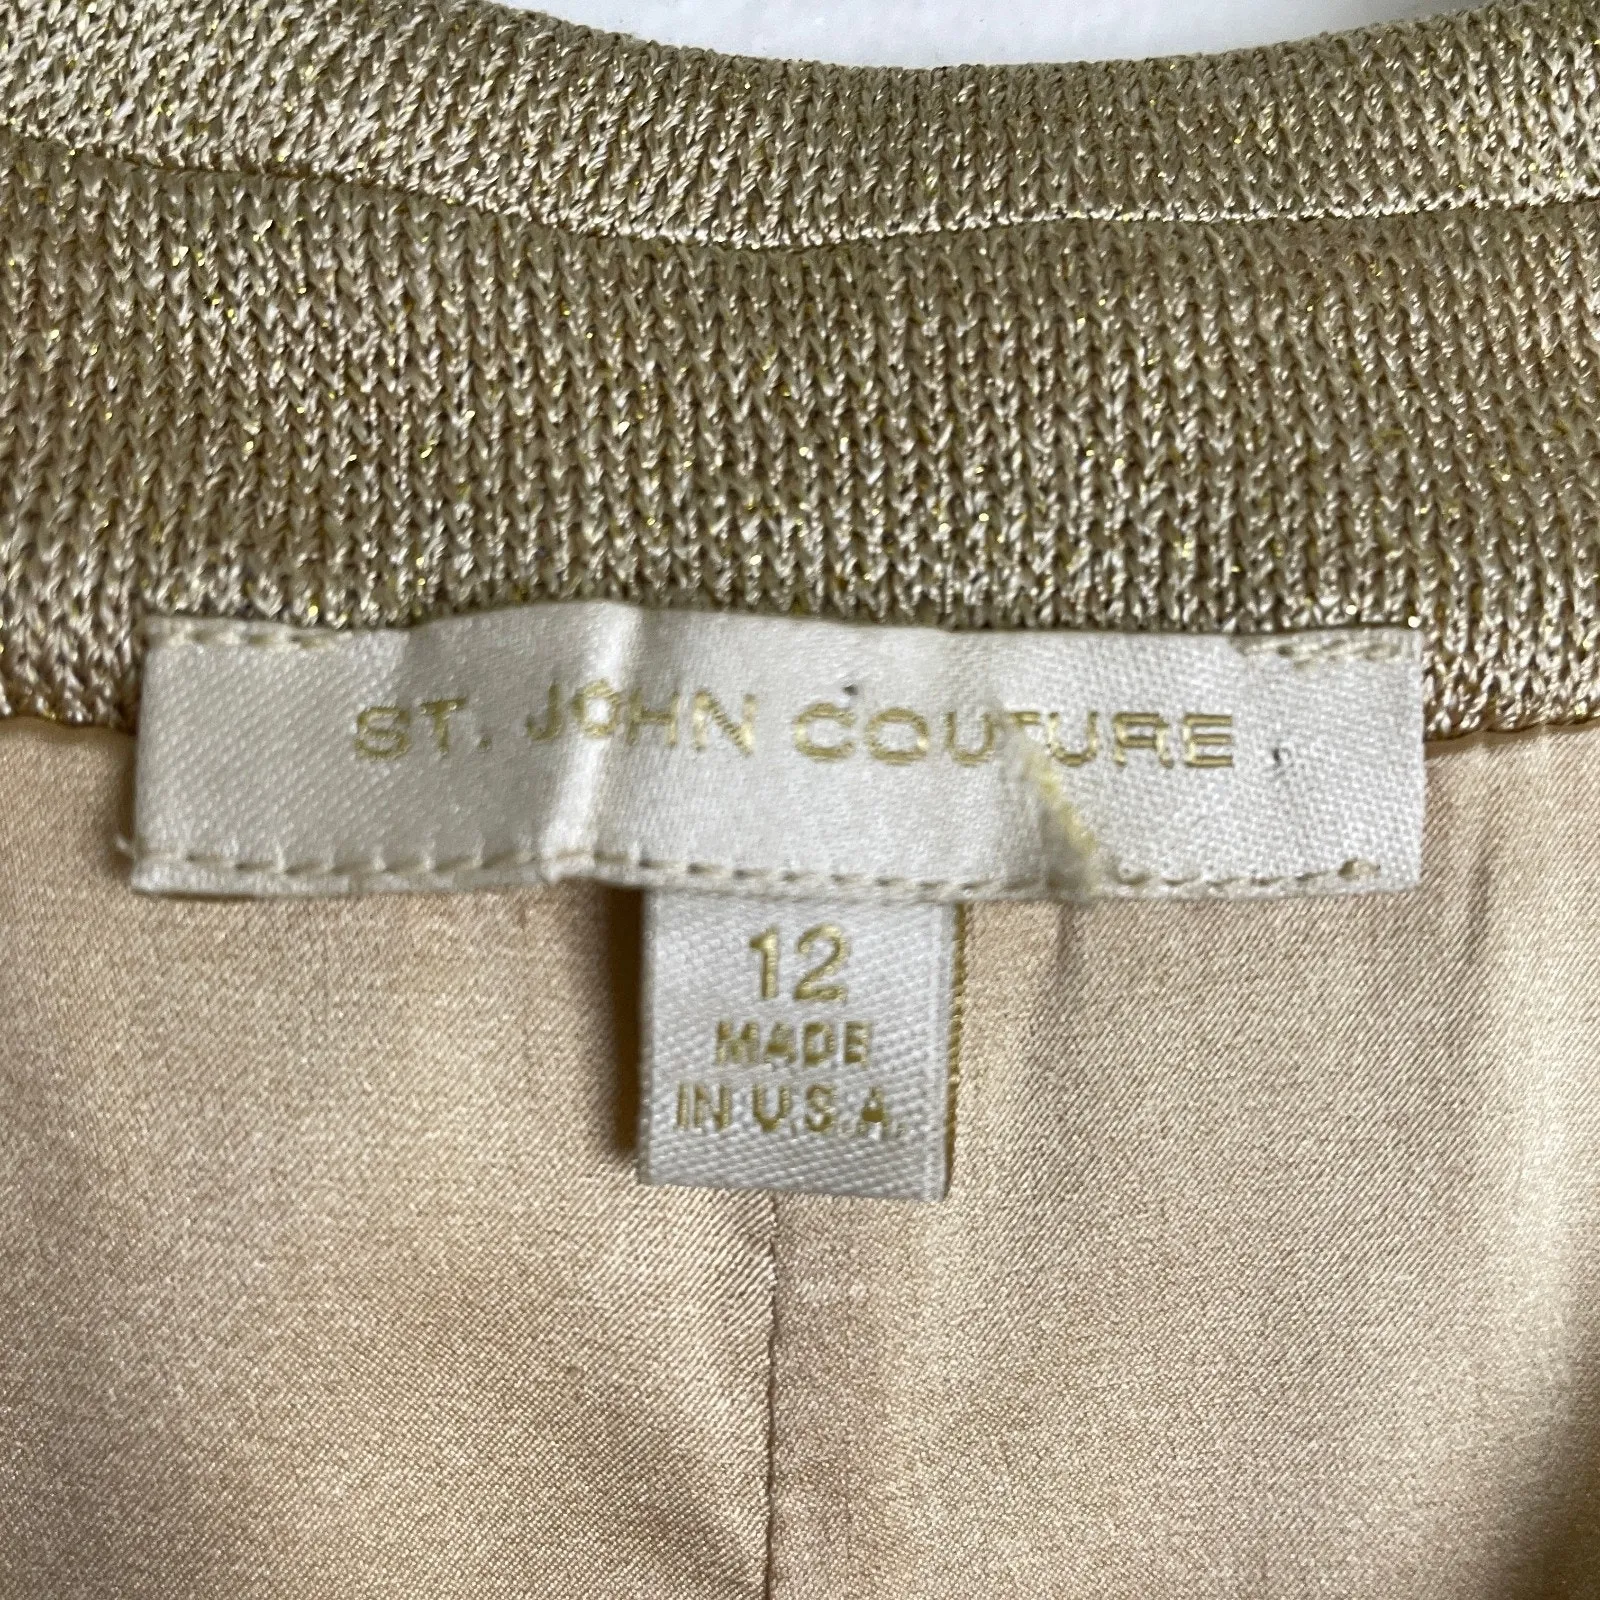 ST. JOHN COUTURE
12
MADE
IN U.S.A.